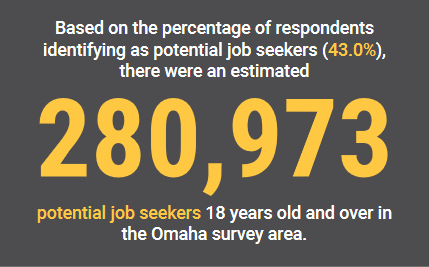 Based on the percentage of respondents
identifying as potential job seekers (43.0%),
there were an estimated
280,973
potential job seekers 18 years old and over in
the Omaha survey area.